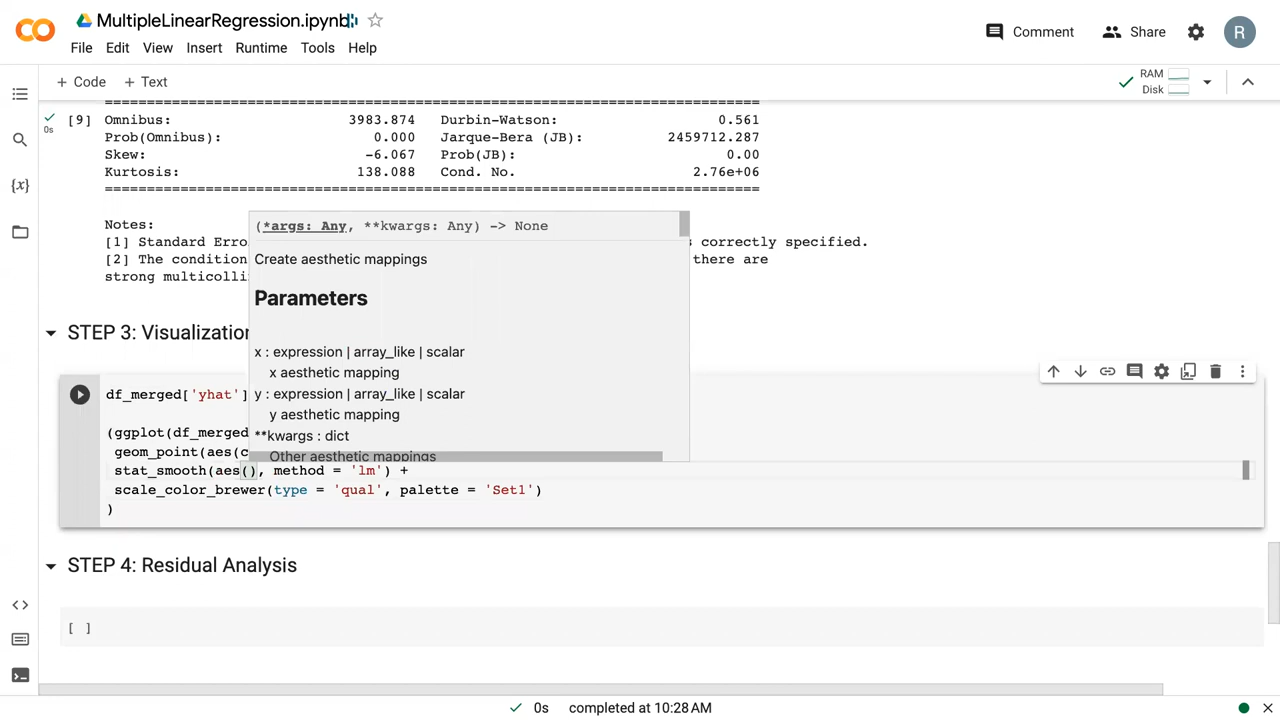 MultipleLinearRegression.ipynb
Comment
Share
R
File Edit View Insert Runtime Tools Help
+ Code + Text
RAM
Disk
==============================================================================
[9] Omnibus: 3983.874 Durbin-Watson: 0.561
0s Prob(Omnibus): 0.000 Jarque-Bera (JB): 2459712.287
Skew: -6.067 Prob(JB): 0.00
Kurtosis: 138.088 Cond. No. 2.76e+06
==============================================================================
Notes:
(*args: Any, **kwargs: Any) -> None
[1] Standard Erro correctly specified.
Create aesthetic mappings
[2] The condition there are
strong multicolli
Parameters
STEP 3: Visualization
x : expression | array_like | scalar
x aesthetic mapping
y : expression | array_like | scalar
y aesthetic mapping
**kwargs : dict
Other aesthetic mappings
df_merged['yhat']
(ggplot(df_merged
geom_point(aes(c
stat_smooth(aes(), method = 'lm') +
scale_color_brewer(type = 'qual', palette = 'Set1')
)
STEP 4: Residual Analysis
[ ]
0s completed at 10:28 AM